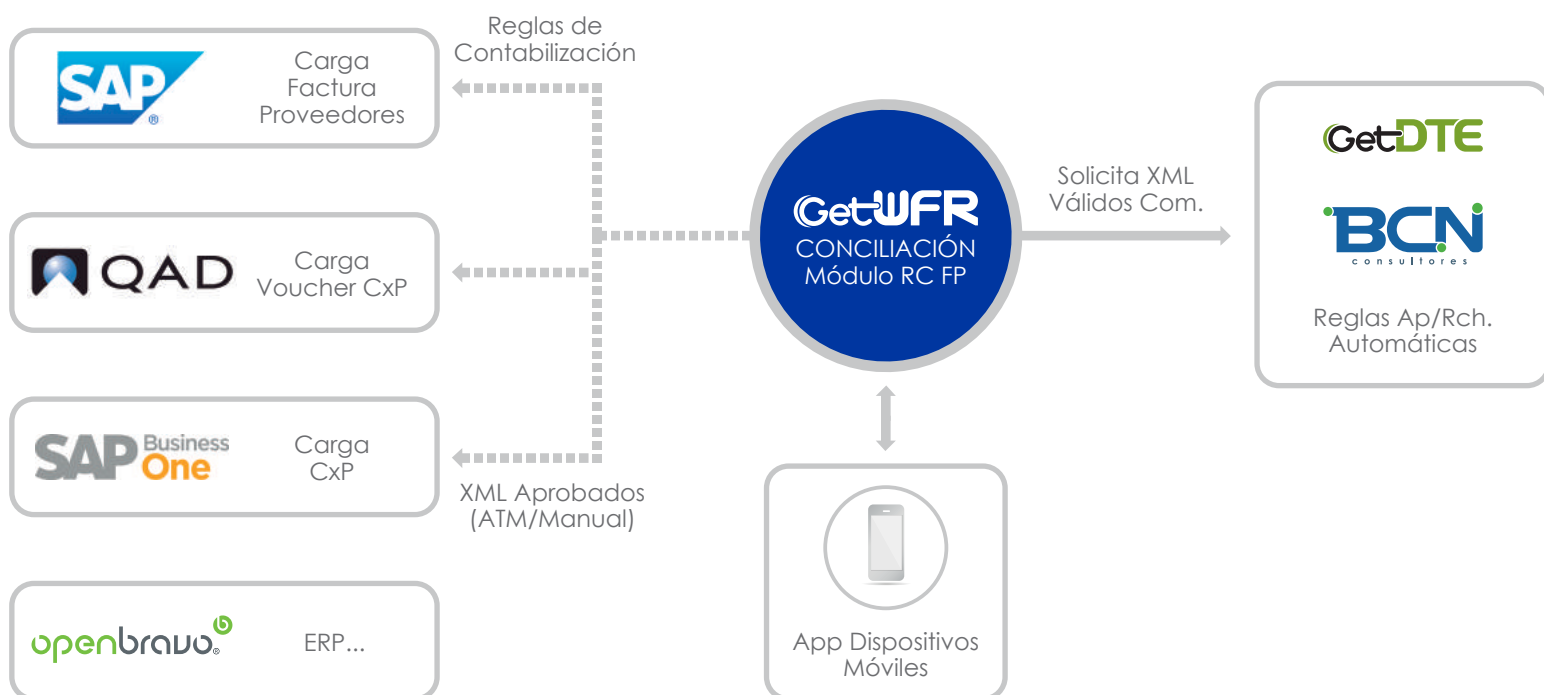 Reglas de
Contabilización
SAP
®
Carga
Factura
Proveedores
QAD
Carga
Voucher CxP
SAP Business
One
Carga
CxP
XML Aprobados
(ATM/Manual)
openbravo®
b
ERP...
GetWFR
CONCILIACIÓN
Módulo RC FP
App Dispositivos
Móviles
Solicita XML
Válidos Com.
GetDTE
BCN
consultores
Reglas Ap/Rch.
Automáticas